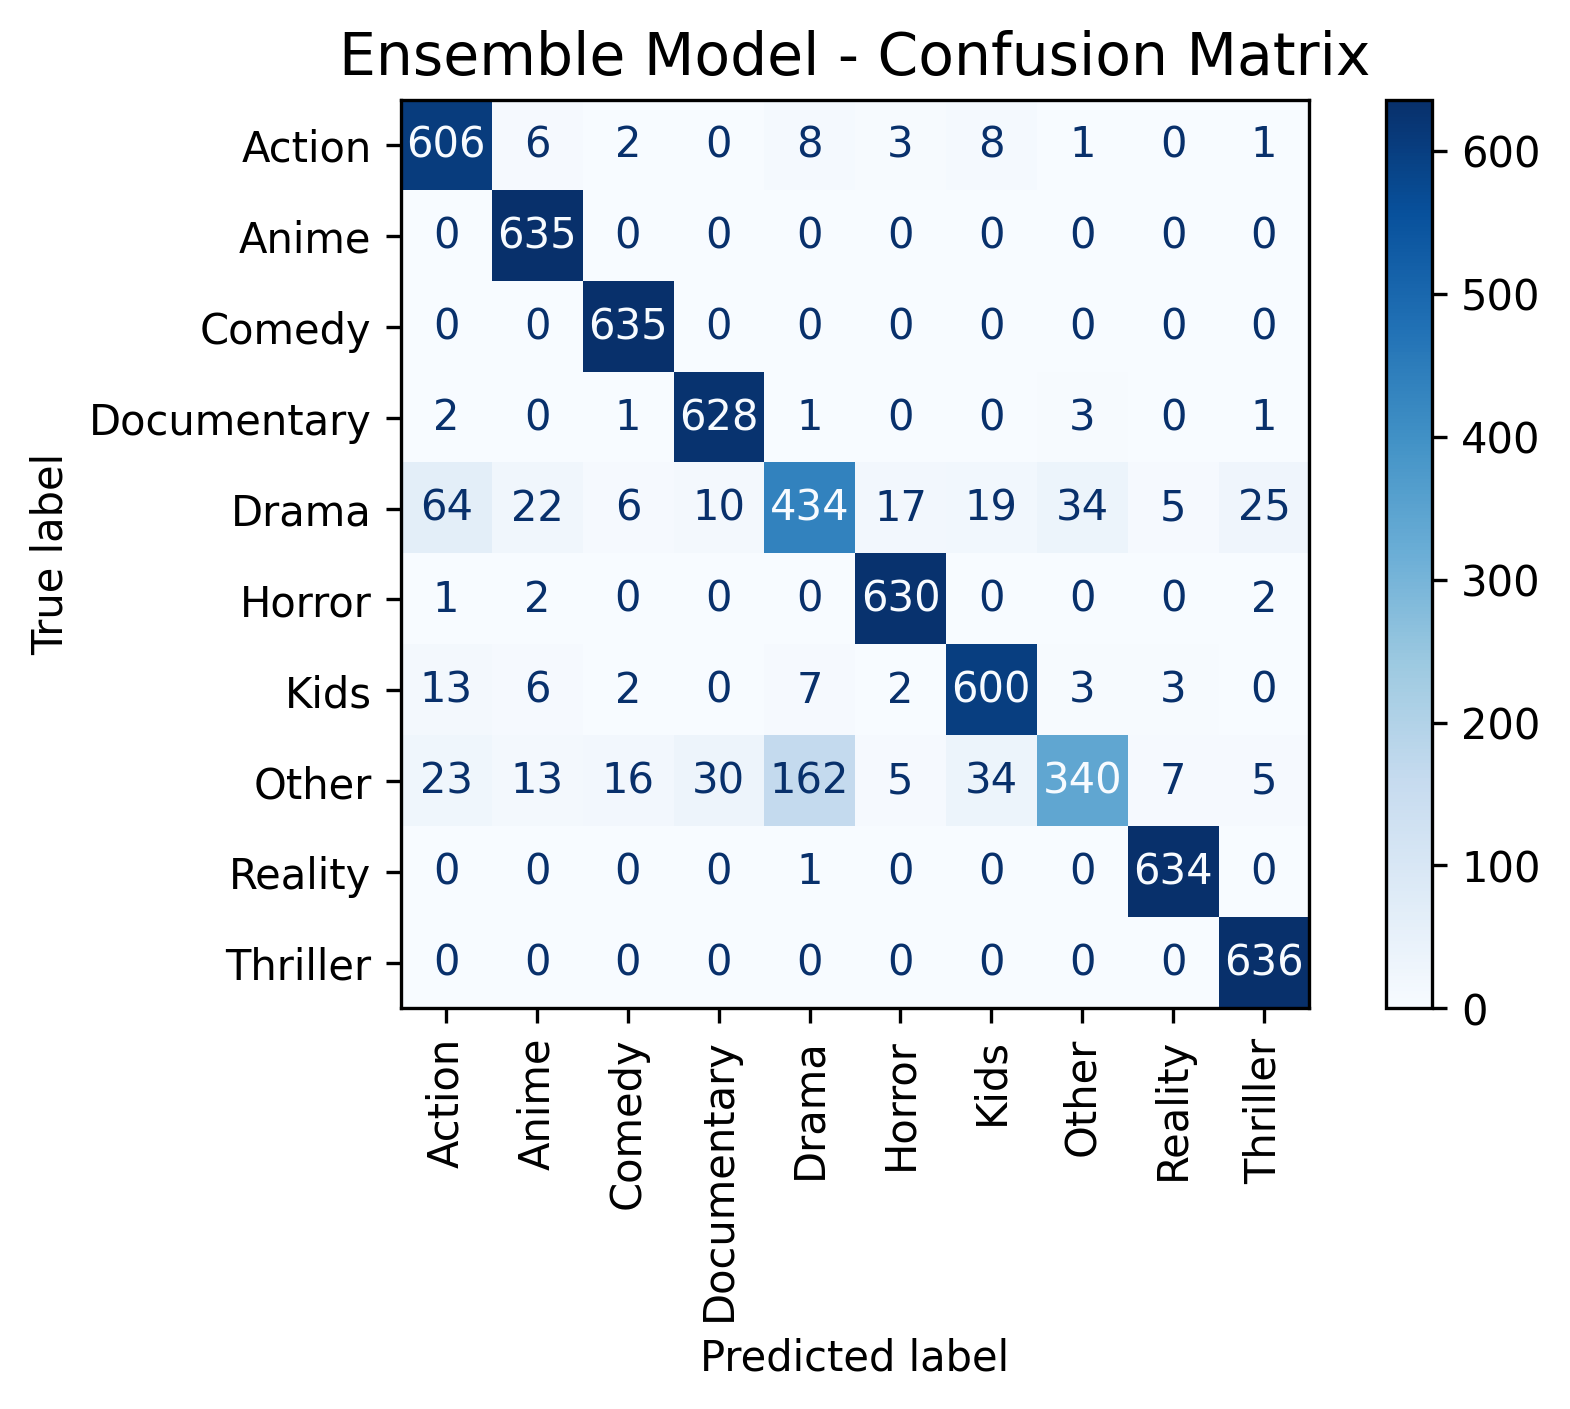 Ensemble Model - Confusion Matrix
True label
Action 606 6 2 0 8 3 8 1 0 1
Anime 0 635 0 0 0 0 0 0 0 0
Comedy 0 0 635 0 0 0 0 0 0 0
Documentary 2 0 1 628 1 0 0 3 0 1
Drama 64 22 6 10 434 17 19 34 5 25
Horror 1 2 0 0 0 630 0 0 0 2
Kids 13 6 2 0 7 2 600 3 3 0
Other 23 13 16 30 162 5 34 340 7 5
Reality 0 0 0 0 1 0 0 0 634 0
Thriller 0 0 0 0 0 0 0 0 0 636
Action Anime Comedy Documentary Drama Horror Kids Other Reality Thriller
Predicted label
600
500
400
300
200
100
0